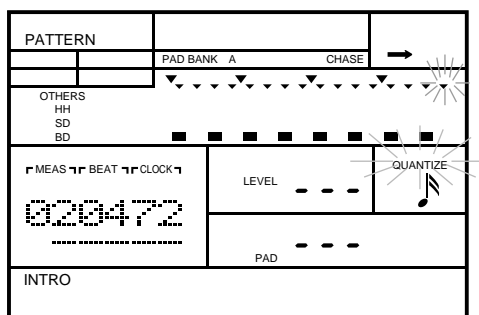 PATTERN
PAD BANK A CHASE
OTHERS
HH
SD
BD
MEAS BEAT CLOCK
LEVEL
QUANTIZE
020472
PAD
INTRO